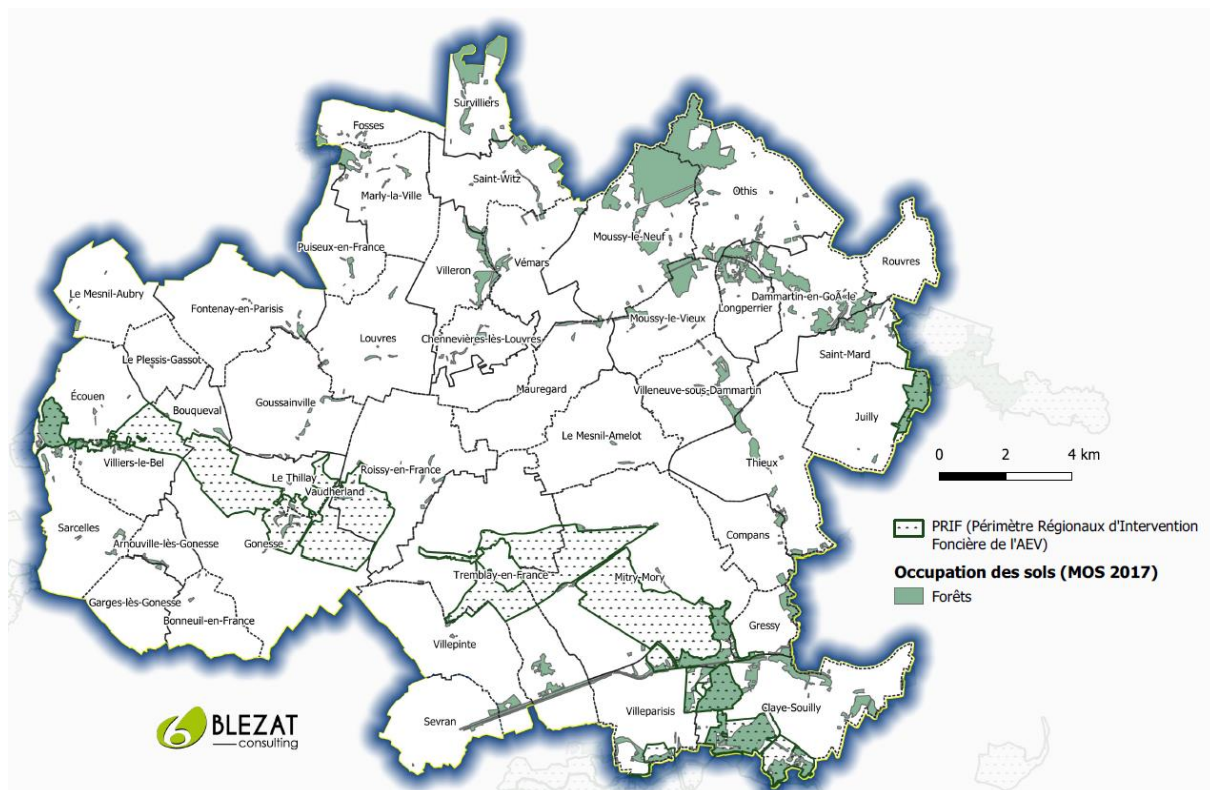 Survilliers
Fosses
Saint-Witz
Marly-la-Ville
Othis
Moussy-le-Neuf
Puiseux-en-France
Villeron
Vémars
Rouvres
Le Mesnil-Aubry
Fontenay-en-Parisis
Dammartin-en-GoÃ«le
Longperrier
Moussy-le-Vieux
Louvres
Chennevières-lès-Louvres
Le Plessis-Gassot
Saint-Mard
Mauregard
Villeneuve-sous-Dammartin
Écouen
Bouqueval
Goussainville
Juilly
Le Mesnil-Amelot
Villiers-le-Bel
Thieux
Le Thillay
Roissy-en-France
Vaudherland
Sarcelles
Arnouville-lès-Gonesse
Gonesse
Compans
Tremblay-en-France
Mitry-Mory
Garges-lès-Gonesse
Bonneuil-en-France
Gressy
Villepinte
Sevran
Villeparisis
Claye-Souilly
0 2 4 km
PRIF (Périmètre Régionaux d'Intervention
Foncière de l'AEV)
Occupation des sols (MOS 2017)
Forêts
BLEZAT
consulting